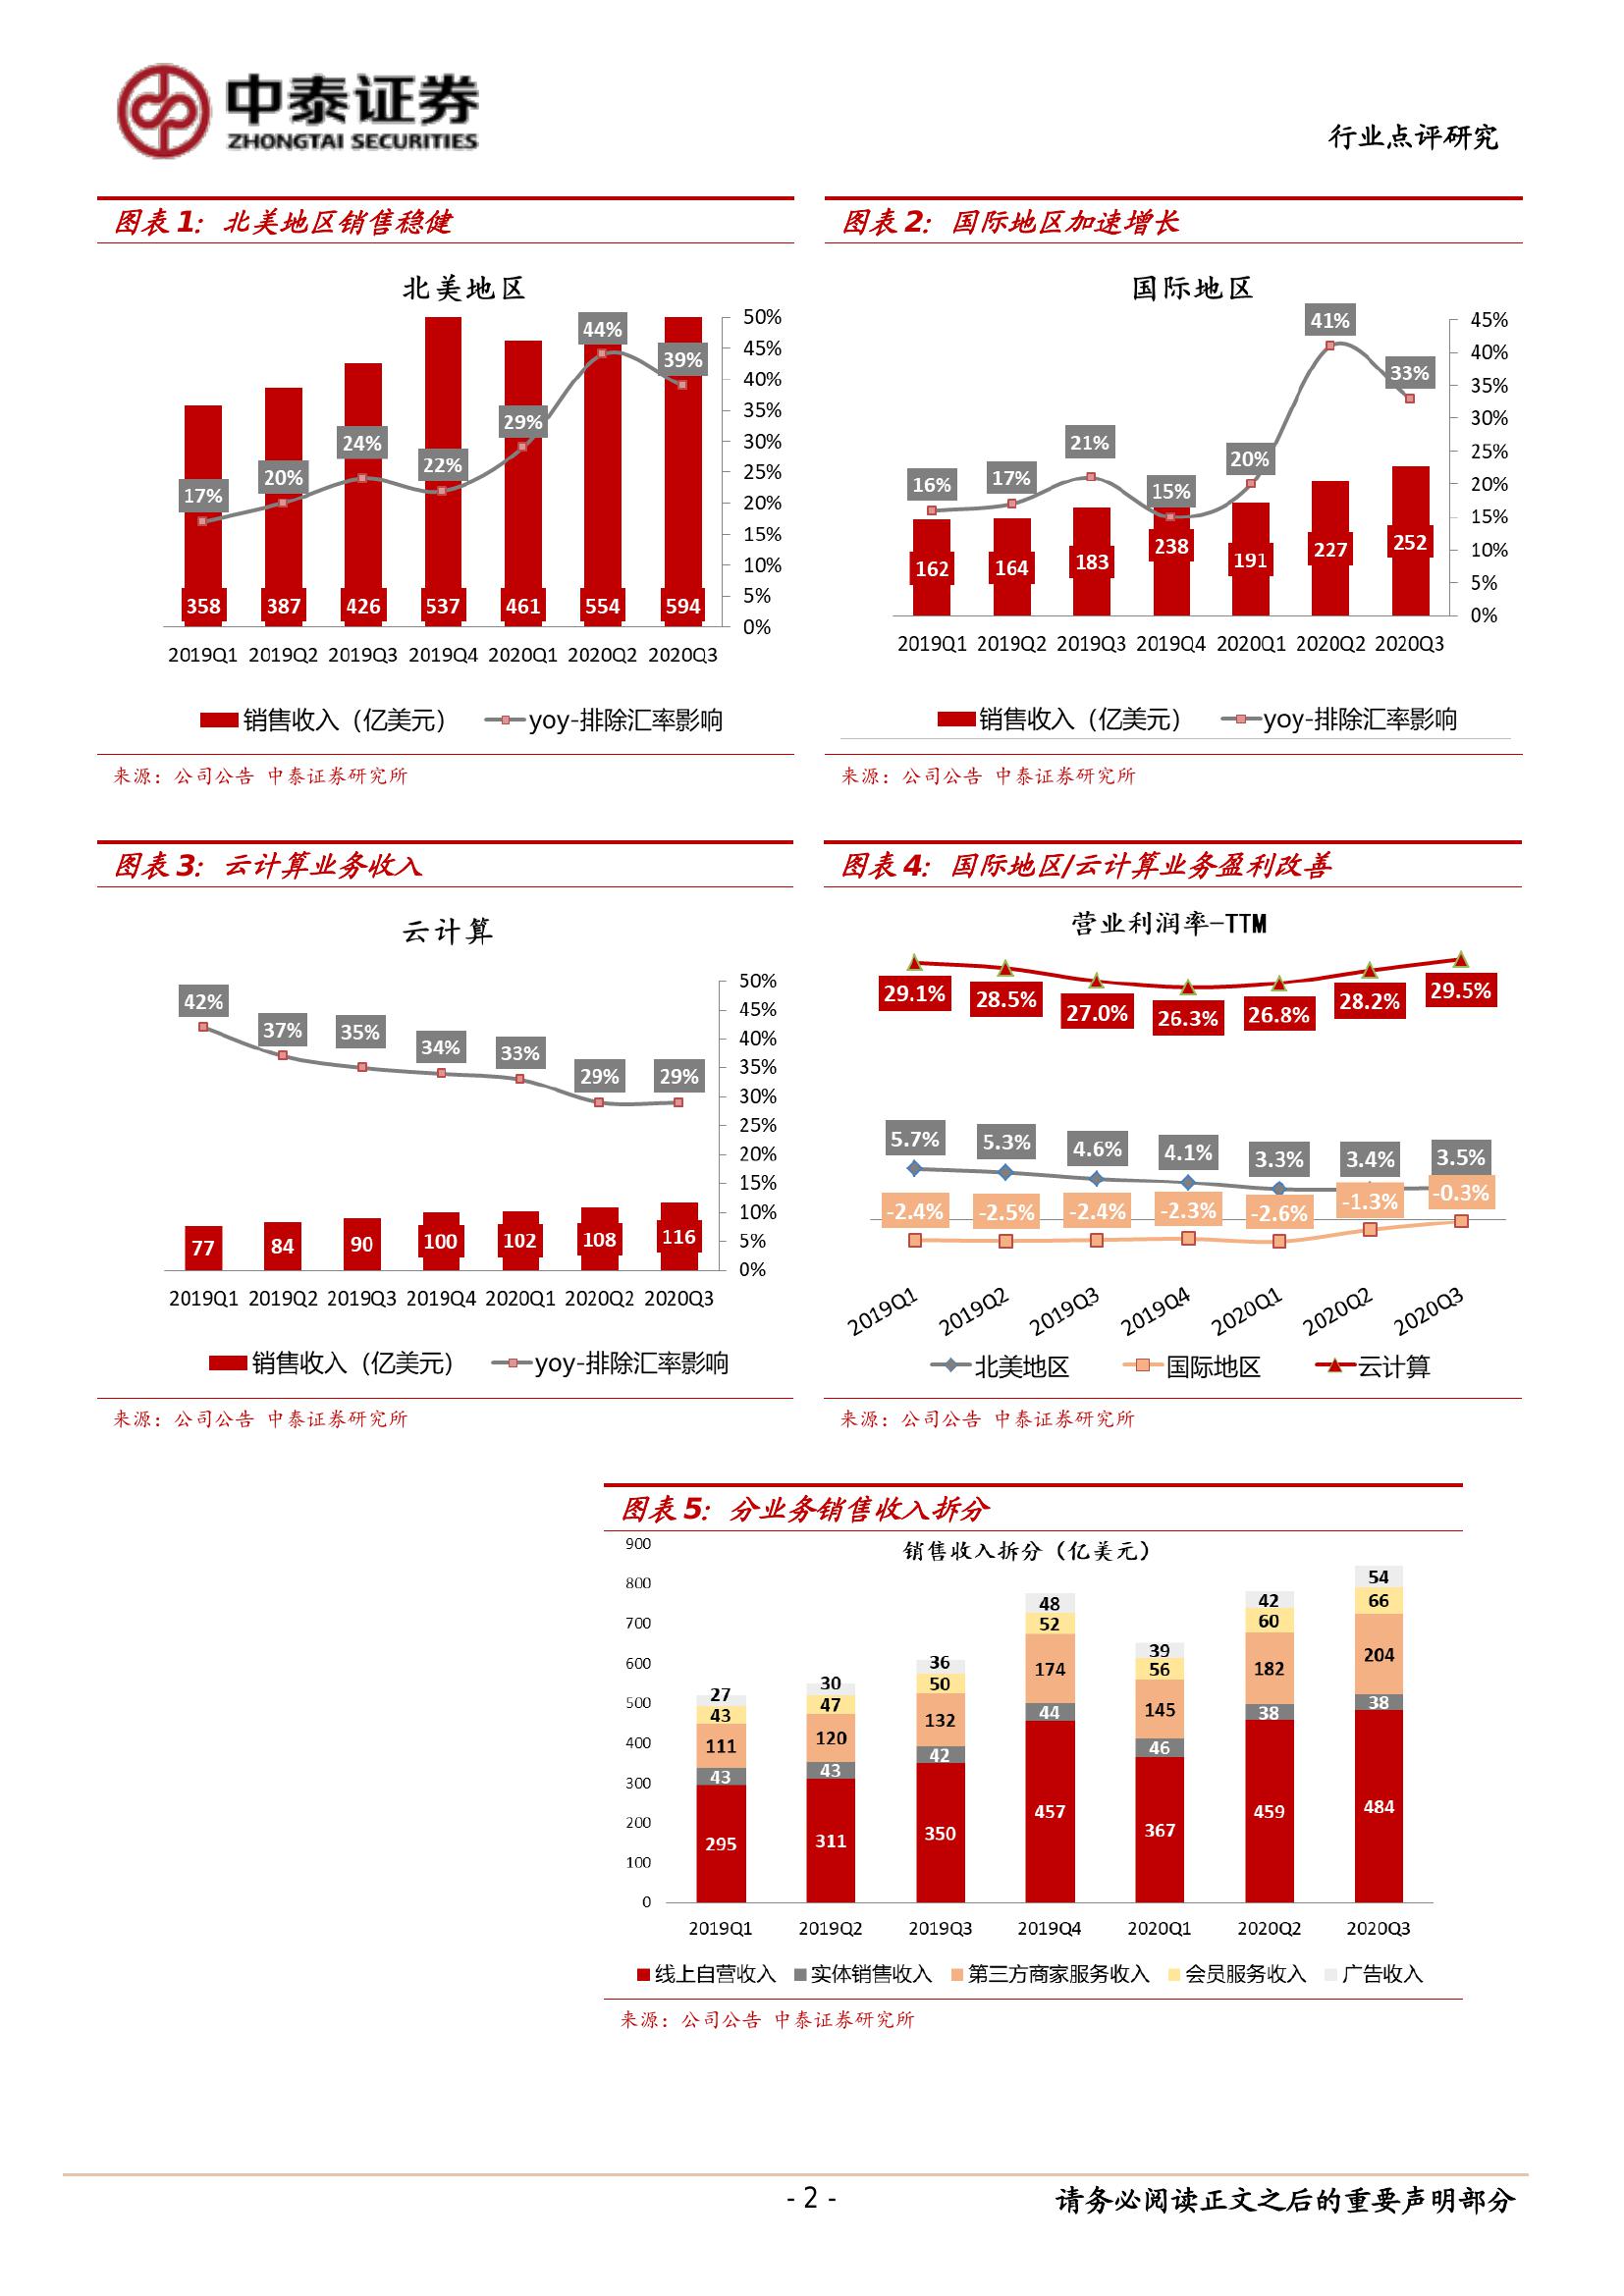 中泰证券
ZHONGTAI SECURITIES
行业点评研究
图表 1：北美地区销售稳健
北美地区
50%
45%
40%
35%
30%
25%
20%
15%
10%
5%
0%
17% 20% 24% 22% 29% 44% 39%
358 387 426 537 461 554 594
2019Q1 2019Q2 2019Q3 2019Q4 2020Q1 2020Q2 2020Q3
销售收入（亿美元） yoy-排除汇率影响
来源：公司公告 中泰证券研究所
图表 2：国际地区加速增长
国际地区
45%
40%
35%
30%
25%
20%
15%
10%
5%
0%
16% 17% 21% 15% 20% 41% 33%
162 164 183 238 191 227 252
2019Q1 2019Q2 2019Q3 2019Q4 2020Q1 2020Q2 2020Q3
销售收入（亿美元） yoy-排除汇率影响
来源：公司公告 中泰证券研究所
图表 3：云计算业务收入
云计算
50%
45%
40%
35%
30%
25%
20%
15%
10%
5%
0%
42% 37% 35% 34% 33% 29% 29%
77 84 90 100 102 108 116
2019Q1 2019Q2 2019Q3 2019Q4 2020Q1 2020Q2 2020Q3
销售收入（亿美元） yoy-排除汇率影响
来源：公司公告 中泰证券研究所
图表 4：国际地区/云计算业务盈利改善
营业利润率-TTM
29.1% 28.5% 27.0% 26.3% 26.8% 28.2% 29.5%
5.7% 5.3% 4.6% 4.1% 3.3% 3.4% 3.5%
-2.4% -2.5% -2.4% -2.3% -2.6% -1.3% -0.3%
2019Q1 2019Q2 2019Q3 2019Q4 2020Q1 2020Q2 2020Q3
北美地区 国际地区 云计算
来源：公司公告 中泰证券研究所
图表 5：分业务销售收入拆分
销售收入拆分（亿美元）
900
800
700
600
500
400
300
200
100
0
27 30 36 48 39 42 54
43 47 50 52 56 60 66
111 120 132 174 145 182 204
43 43 42 44 46 38 38
295 311 350 457 367 459 484
2019Q1 2019Q2 2019Q3 2019Q4 2020Q1 2020Q2 2020Q3
线上自营收入 实体销售收入 第三方商家服务收入 会员服务收入 广告收入
来源：公司公告 中泰证券研究所
- 2 -
请务必阅读正文之后的重要声明部分